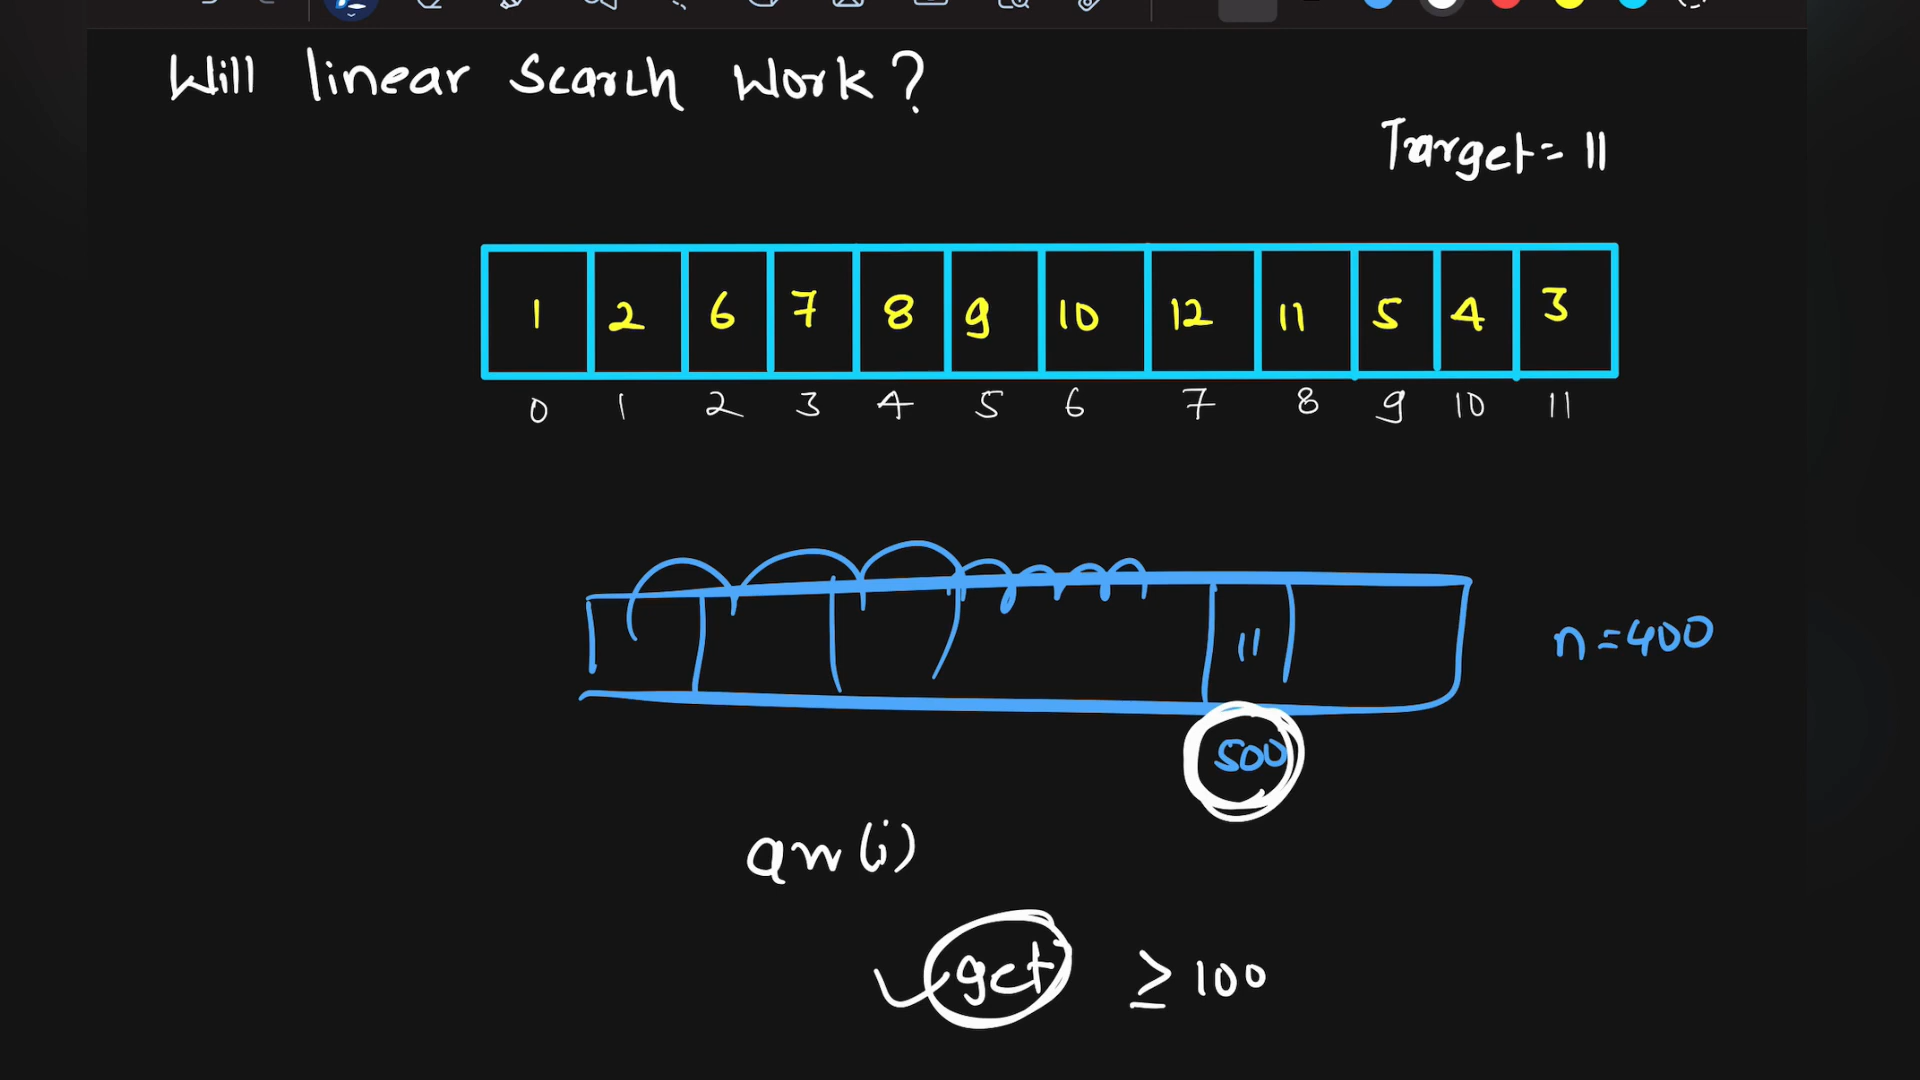 Will linear Search Work?
Target = 11
1 2 6 7 8 9 10 12 11 5 4 3
0 1 2 3 4 5 6 7 8 9 10 11
11
n = 400
500
arr(i)
get ≥ 100